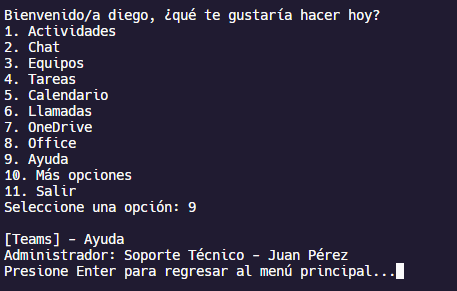 Bienvenido/a diego, ¿qué te gustaría hacer hoy?
1. Actividades
2. Chat
3. Equipos
4. Tareas
5. Calendario
6. Llamadas
7. OneDrive
8. Office
9. Ayuda
10. Más opciones
11. Salir
Seleccione una opción: 9
[Teams] - Ayuda
Administrador: Soporte Técnico - Juan Pérez
Presione Enter para regresar al menú principal...